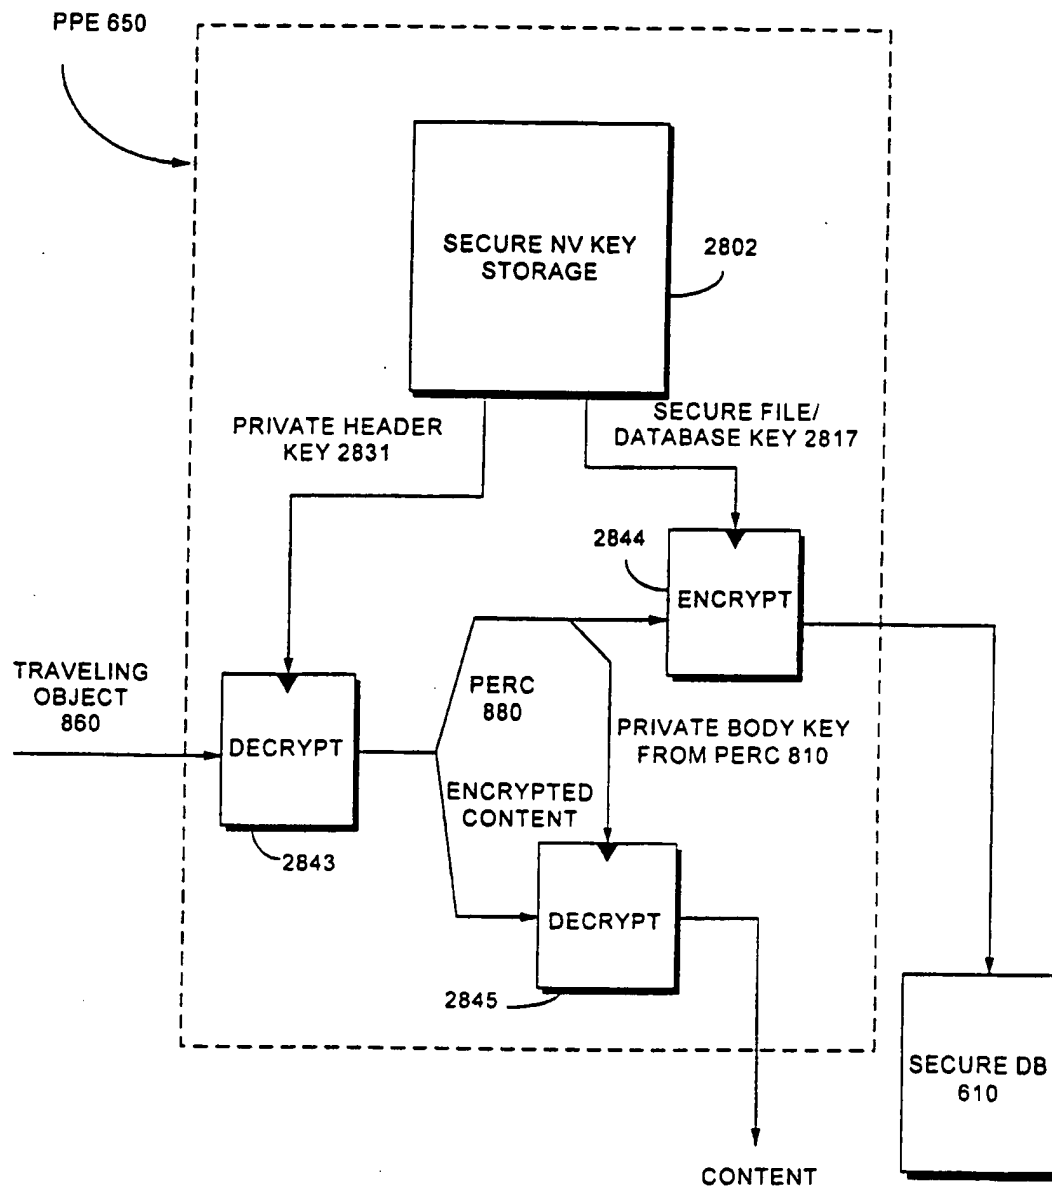 PPE 650
SECURE NV KEY
STORAGE
2802
PRIVATE HEADER
KEY 2831
SECURE FILE/
DATABASE KEY 2817
2844
ENCRYPT
TRAVELING
OBJECT
860
DECRYPT
2843
PERC
880
PRIVATE BODY KEY
FROM PERC 810
ENCRYPTED
CONTENT
DECRYPT
2845
SECURE DB
610
CONTENT